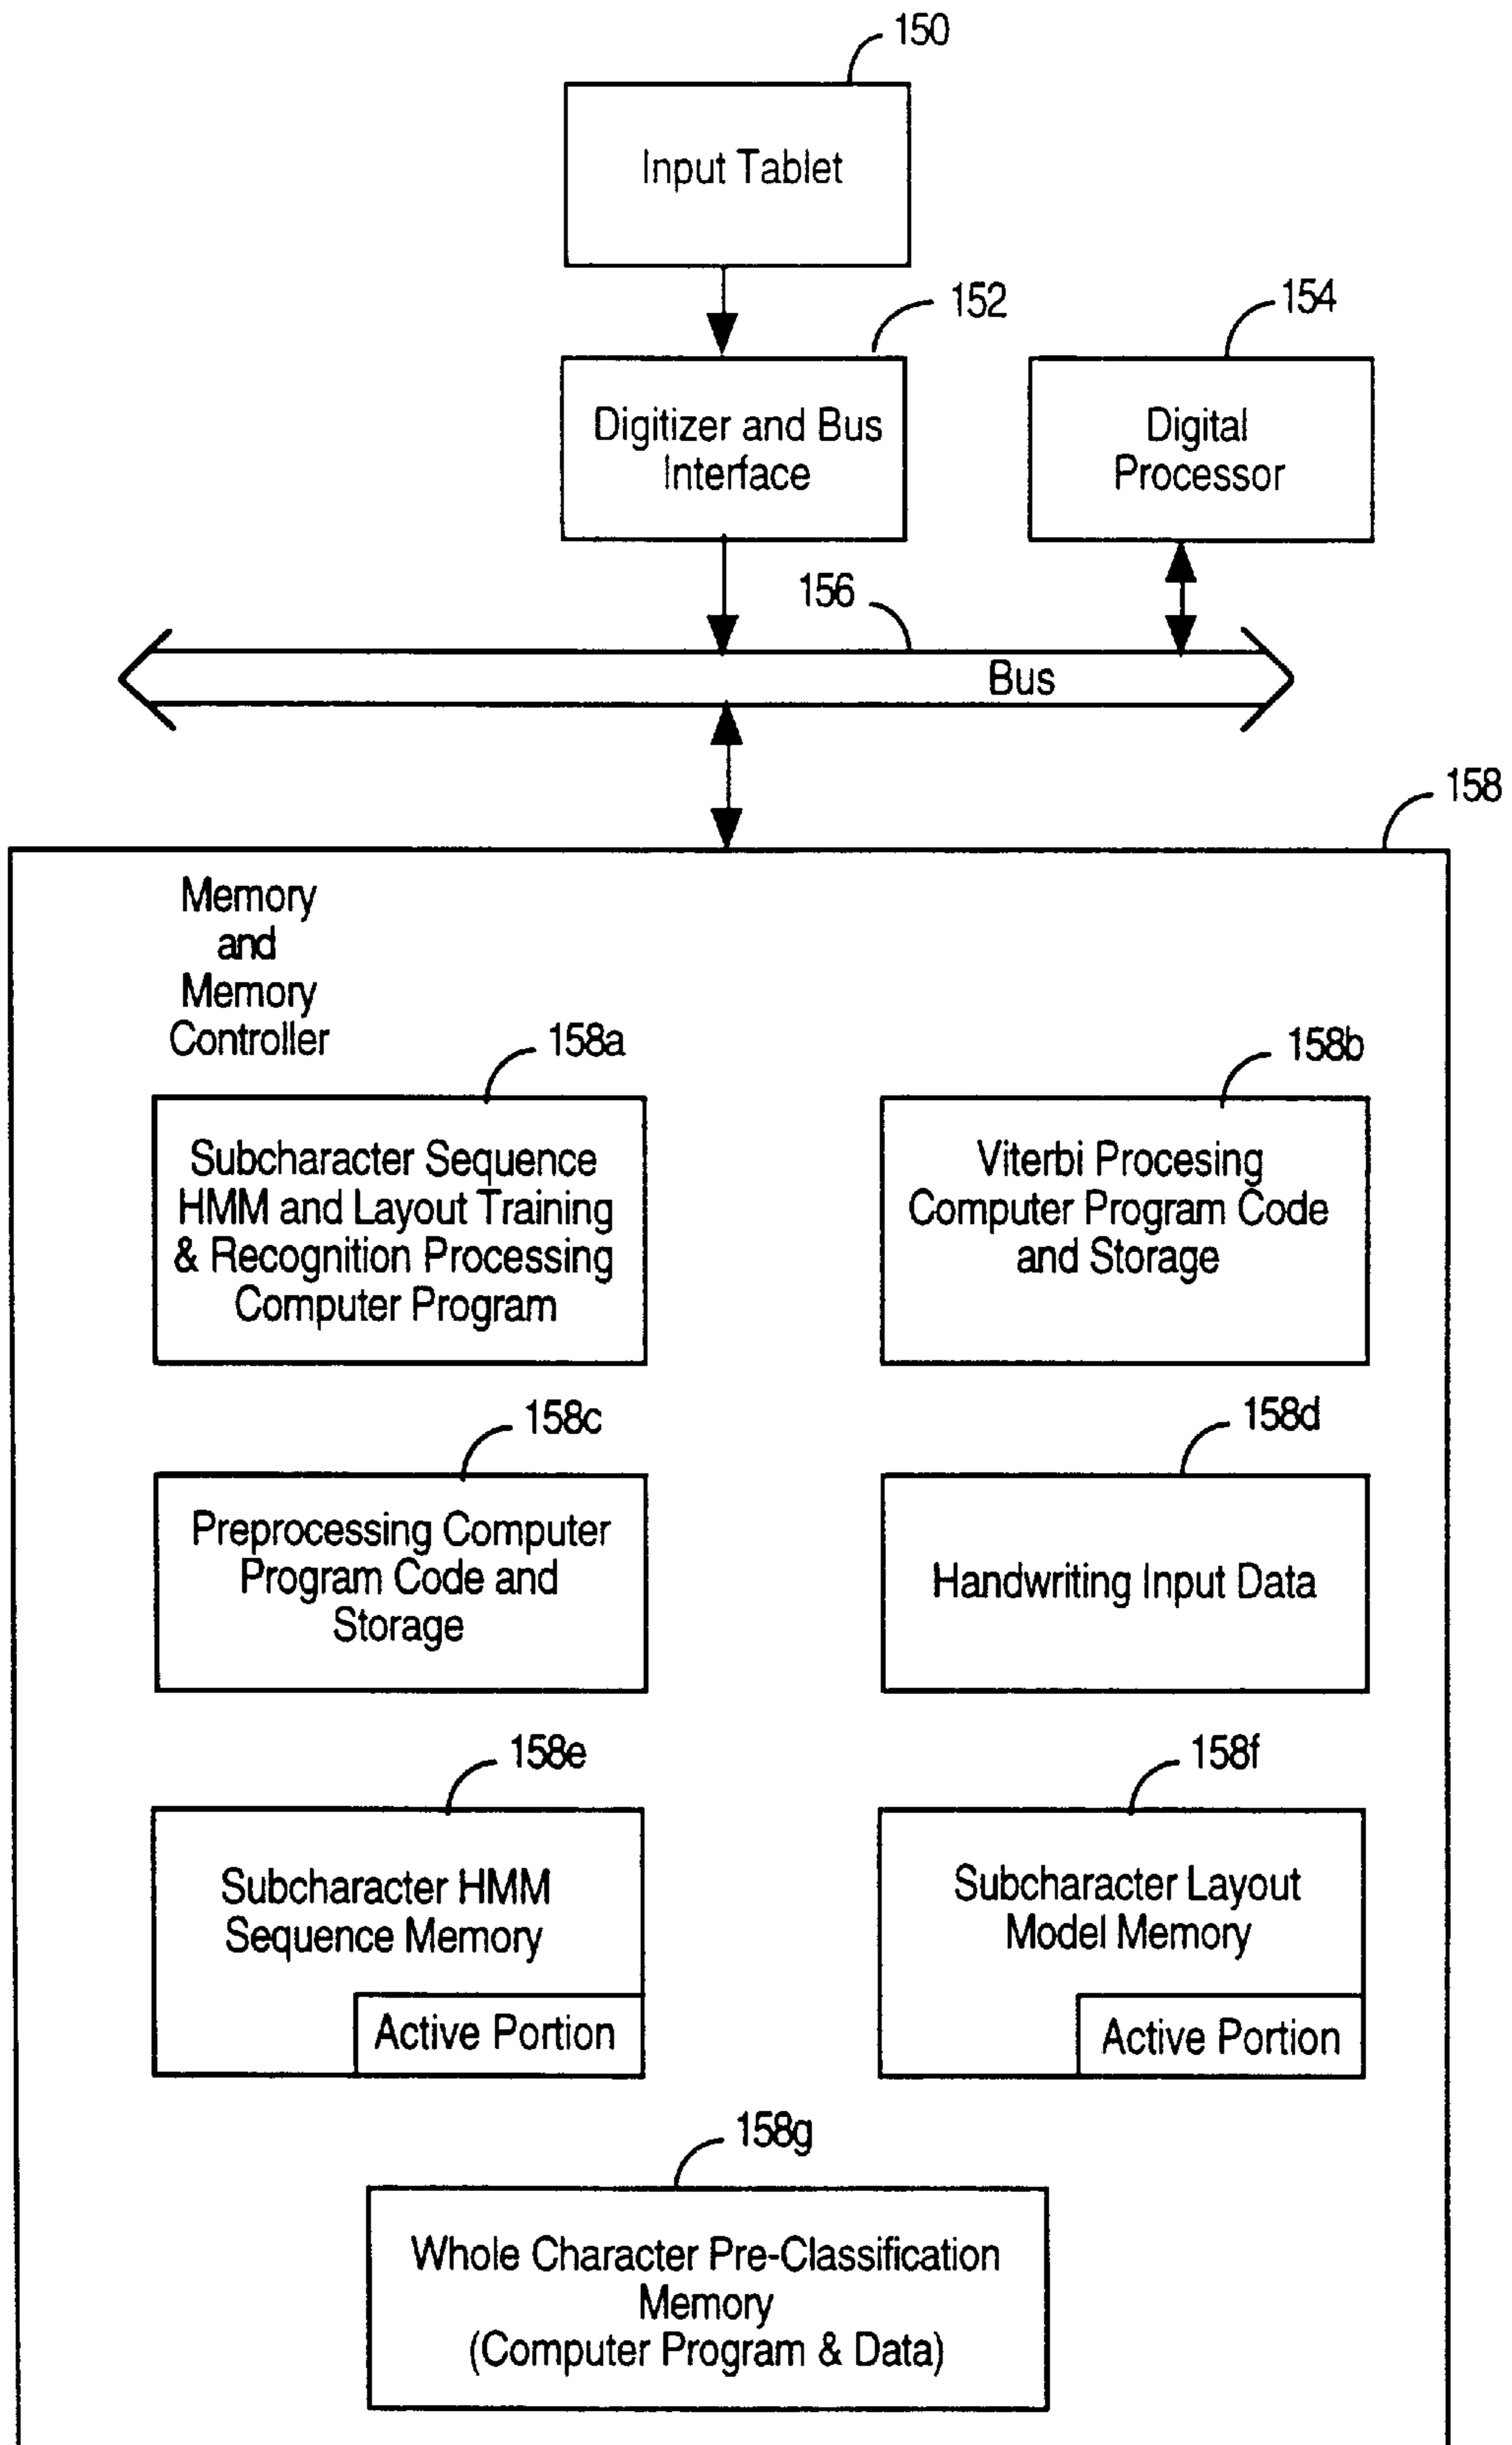 150
Input Tablet
152
154
Digitizer and Bus
Interface
Digital
Processor
156
Bus
158
Memory
and
Memory
Controller
158a
158b
Subcharacter Sequence
HMM and Layout Training
& Recognition Processing
Computer Program
Viterbi Procesing
Computer Program Code
and Storage
158c
158d
Preprocessing Computer
Program Code and
Storage
Handwriting Input Data
158e
158f
Subcharacter HMM
Sequence Memory
Active Portion
Subcharacter Layout
Model Memory
Active Portion
158g
Whole Character Pre-Classification
Memory
(Computer Program & Data)